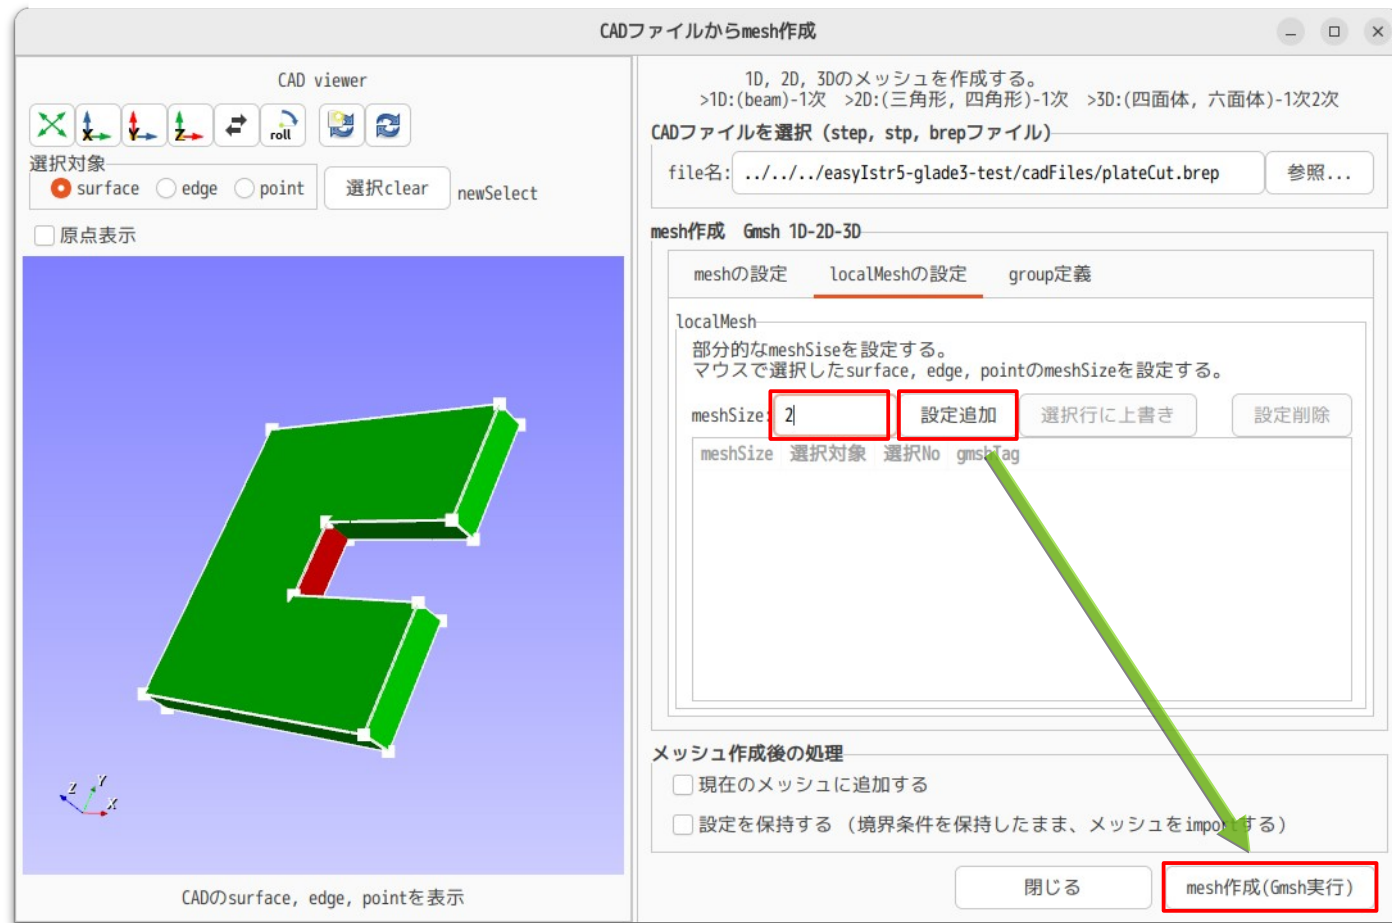 CADファイルからmesh作成
CAD viewer
X Y Z roll
選択対象
surface edge point 選択clear newSelect
原点表示
Z Y X
CADのsurface, edge, pointを表示
1D, 2D, 3Dのメッシュを作成する。
>1D:(beam)-1次 >2D:(三角形, 四角形)-1次 >3D:(四面体, 六面体)-1次2次
CADファイルを選択 (step, stp, brepファイル)
file名: ../../../easyIstr5-glade3-test/cadFiles/plateCut.brep 参照...
mesh作成 Gmsh 1D-2D-3D
meshの設定 localMeshの設定 group定義
localMesh
部分的なmeshSiseを設定する。
マウスで選択したsurface, edge, pointのmeshSizeを設定する。
meshSize: 2 設定追加 選択行に上書き 設定削除
meshSize 選択対象 選択No gmshTag
メッシュ作成後の処理
現在のメッシュに追加する
設定を保持する (境界条件を保持したまま、メッシュをimportする)
閉じる mesh作成(Gmsh実行)